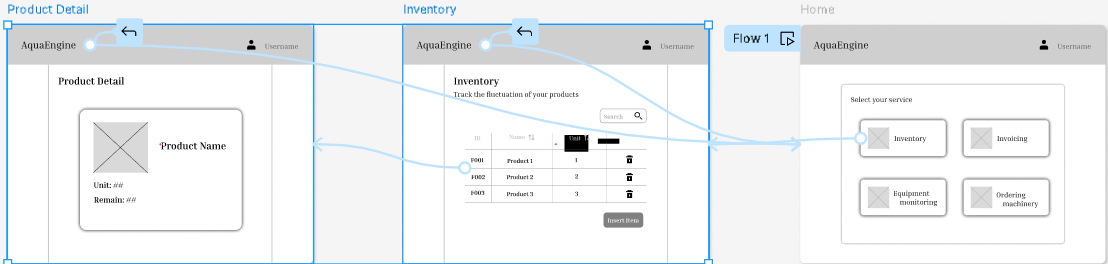 Product Detail
AquaEngine
Username
Product Detail
Product Name
Unit: ##
Remain: ##
Inventory
AquaEngine
Username
Inventory
Track the fluctuation of your products
Search
ID Name Unit
F001 Product 1 1
F002 Product 2 2
F003 Product 3 3
Insert Item
Flow 1
Home
AquaEngine
Username
Select your service
Inventory
Invoicing
Equipment
monitoring
Ordering
machinery